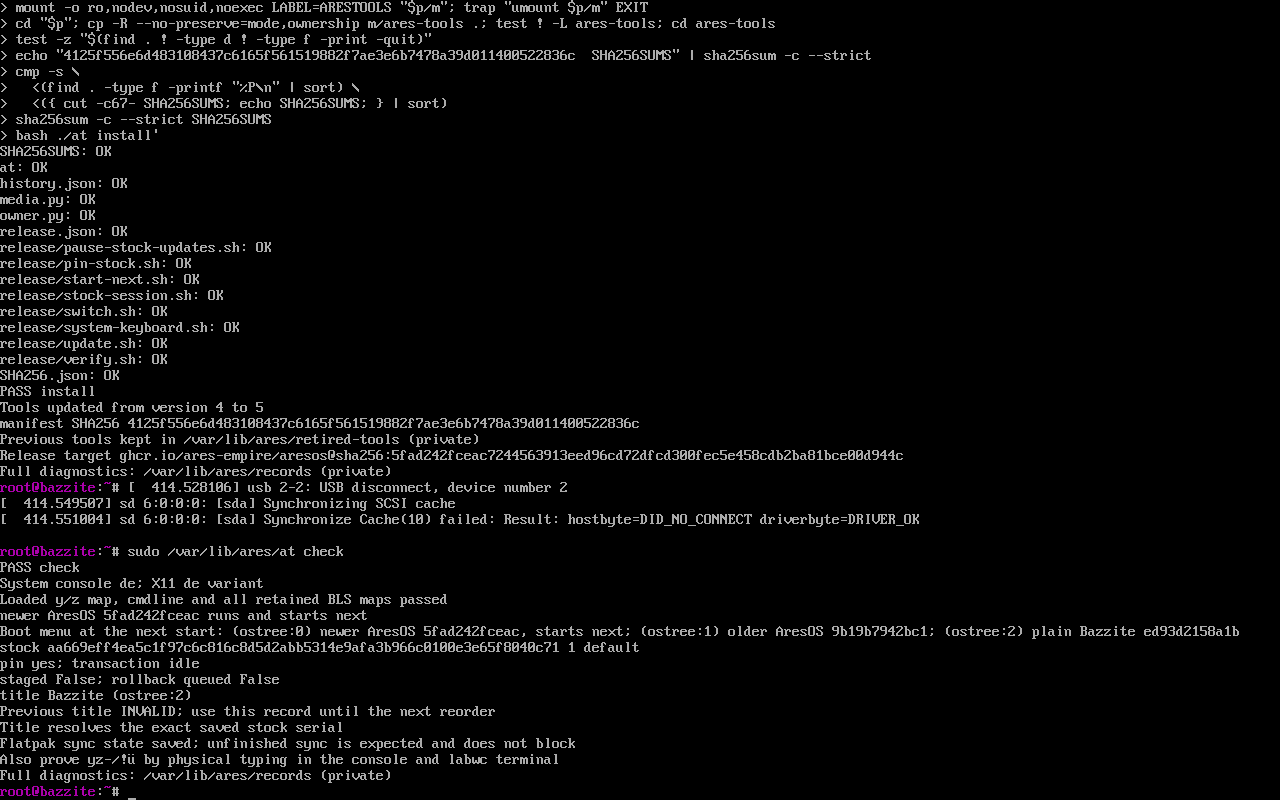 > mount -o ro,nodev,nosuid,noexec LABEL=ARESTOOLS "$p/m"; trap "umount $p/m" EXIT
> cd "$p"; cp -R --no-preserve=mode,ownership m/ares-tools .; test ! -L ares-tools; cd ares-tools
> test -z "$(find . ! -type d ! -type f -print -quit)"
> echo "4125f556e6d483108437c6165f561519882f7ae3e6b7478a39d011400522836c  SHA256SUMS" | sha256sum -c --strict
> cmp -s \
>   <(find . -type f -printf "%P\n" | sort) \
>   <({ cut -c67- SHA256SUMS; echo SHA256SUMS; } | sort)
> sha256sum -c --strict SHA256SUMS
> bash ./at install'
SHA256SUMS: OK
at: OK
history.json: OK
media.py: OK
owner.py: OK
release.json: OK
release/pause-stock-updates.sh: OK
release/pin-stock.sh: OK
release/start-next.sh: OK
release/stock-session.sh: OK
release/switch.sh: OK
release/system-keyboard.sh: OK
release/update.sh: OK
release/verify.sh: OK
SHA256.json: OK
PASS install
Tools updated from version 4 to 5
manifest SHA256 4125f556e6d483108437c6165f561519882f7ae3e6b7478a39d011400522836c
Previous tools kept in /var/lib/ares/retired-tools (private)
Release target ghcr.io/ares-empire/aresos@sha256:5fad242fceac7244563913eed96cd72dfcd300fec5e458cdb2ba81bce00d944c
Full diagnostics: /var/lib/ares/records (private)
root@bazzite:~# [  414.528106] usb 2-2: USB disconnect, device number 2
[  414.549507] sd 6:0:0:0: [sda] Synchronizing SCSI cache
[  414.551004] sd 6:0:0:0: [sda] Synchronize Cache(10) failed: Result: hostbyte=DID_NO_CONNECT driverbyte=DRIVER_OK
root@bazzite:~# sudo /var/lib/ares/at check
PASS check
System console de; X11 de variant
Loaded y/z map, cmdline and all retained BLS maps passed
newer AresOS 5fad242fceac runs and starts next
Boot menu at the next start: (ostree:0) newer AresOS 5fad242fceac, starts next; (ostree:1) older AresOS 9b19b7942bc1; (ostree:2) plain Bazzite ed93d2158a1b
stock aa669eff4ea5c1f97c6c816c8d5d2abb5314e9afa3b966c0100e3e65f8040c71 1 default
pin yes; transaction idle
staged False; rollback queued False
title Bazzite (ostree:2)
Previous title INVALID; use this record until the next reorder
Title resolves the exact saved stock serial
Flatpak sync state saved; unfinished sync is expected and does not block
Also prove yz-/!ü by physical typing in the console and labwc terminal
Full diagnostics: /var/lib/ares/records (private)
root@bazzite:~# _